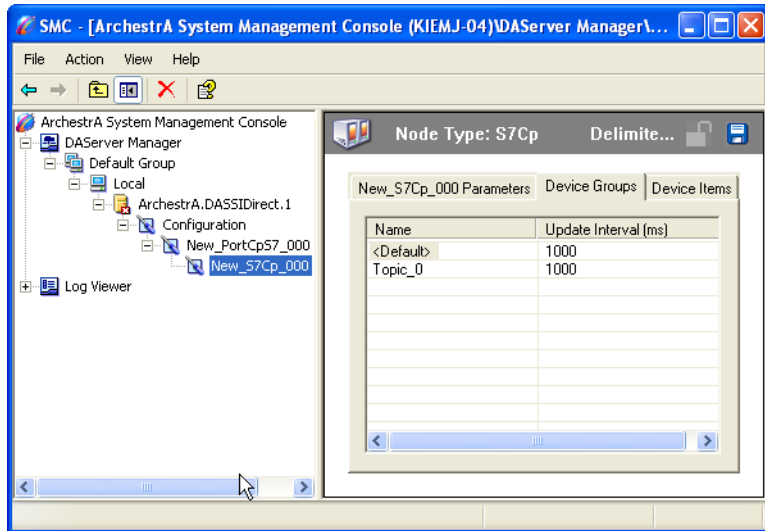 SMC - [ArchestrA System Management Console (KIEMJ-04)\DAServer Manager\...
File Action View Help
ArchestrA System Management Console
DAServer Manager
Default Group
Local
ArchestrA.DASSIDirect.1
Configuration
New_PortCpS7_000
New_S7Cp_000
Log Viewer
Node Type: S7Cp Delimite...
New_S7Cp_000 Parameters Device Groups Device Items
Name Update Interval (ms)
<Default> 1000
Topic_0 1000